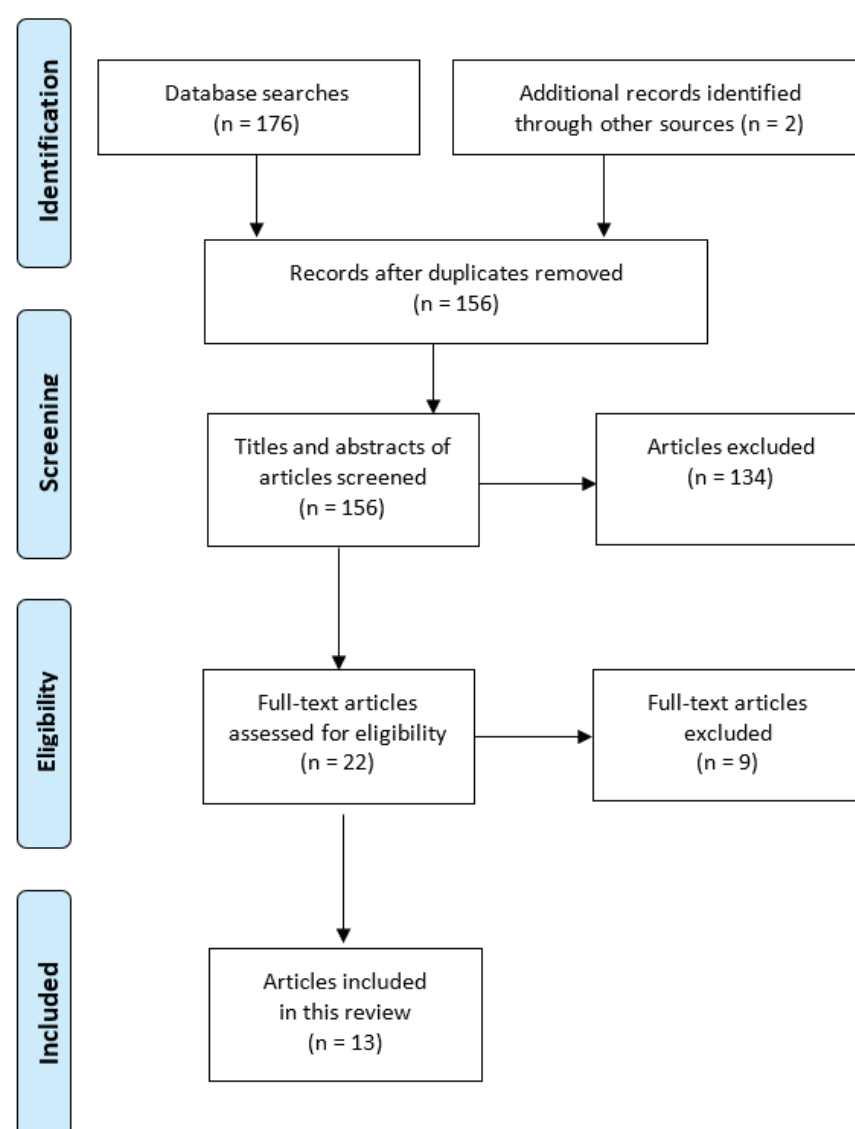 Identification
Database searches
(n = 176)
Additional records identified
through other sources (n = 2)
Records after duplicates removed
(n = 156)
Screening
Titles and abstracts of
articles screened
(n = 156)
Articles excluded
(n = 134)
Eligibility
Full-text articles
assessed for eligibility
(n = 22)
Full-text articles
excluded
(n = 9)
Included
Articles included
in this review
(n = 13)